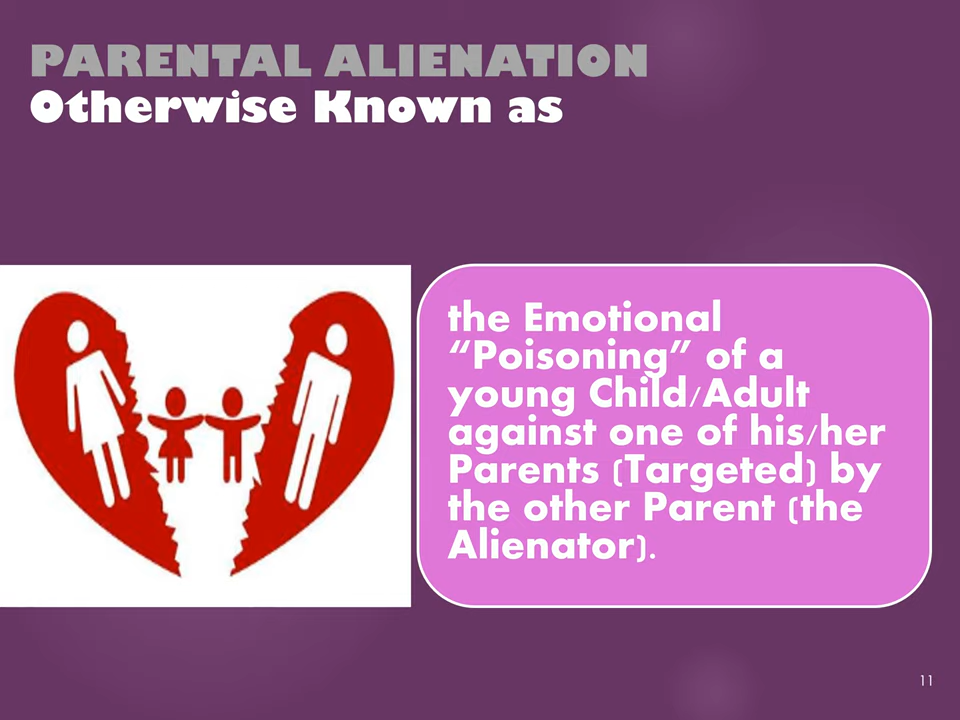 PARENTAL ALIENATION
Otherwise Known as
the Emotional
“Poisoning” of a
young Child/Adult
against one of his/her
Parents (Targeted) by
the other Parent (the
Alienator).
11